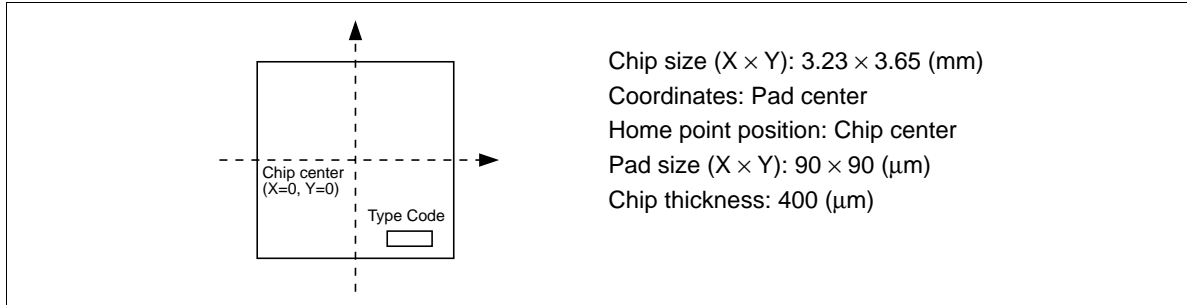 Chip size (X × Y): 3.23 × 3.65 (mm)
Coordinates: Pad center
Home point position: Chip center
Pad size (X × Y): 90 × 90 (μm)
Chip thickness: 400 (μm)
Chip center
(X=0, Y=0)
Type Code